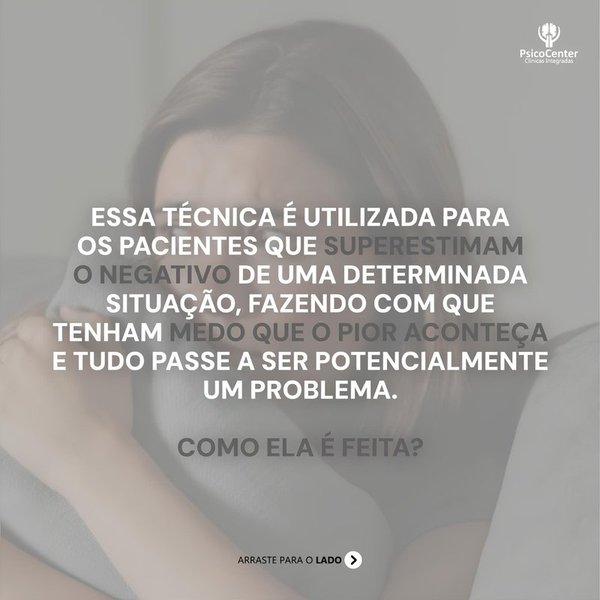 PsicoCenter
Clínicas Integradas
ESSA TÉCNICA É UTILIZADA PARA
OS PACIENTES QUE SUPERESTIMAM
O NEGATIVO DE UMA DETERMINADA
SITUAÇÃO, FAZENDO COM QUE
TENHAM MEDO QUE O PIOR ACONTEÇA
E TUDO PASSE A SER POTENCIALMENTE
UM PROBLEMA.
COMO ELA É FEITA?
ARRASTE PARA O LADO